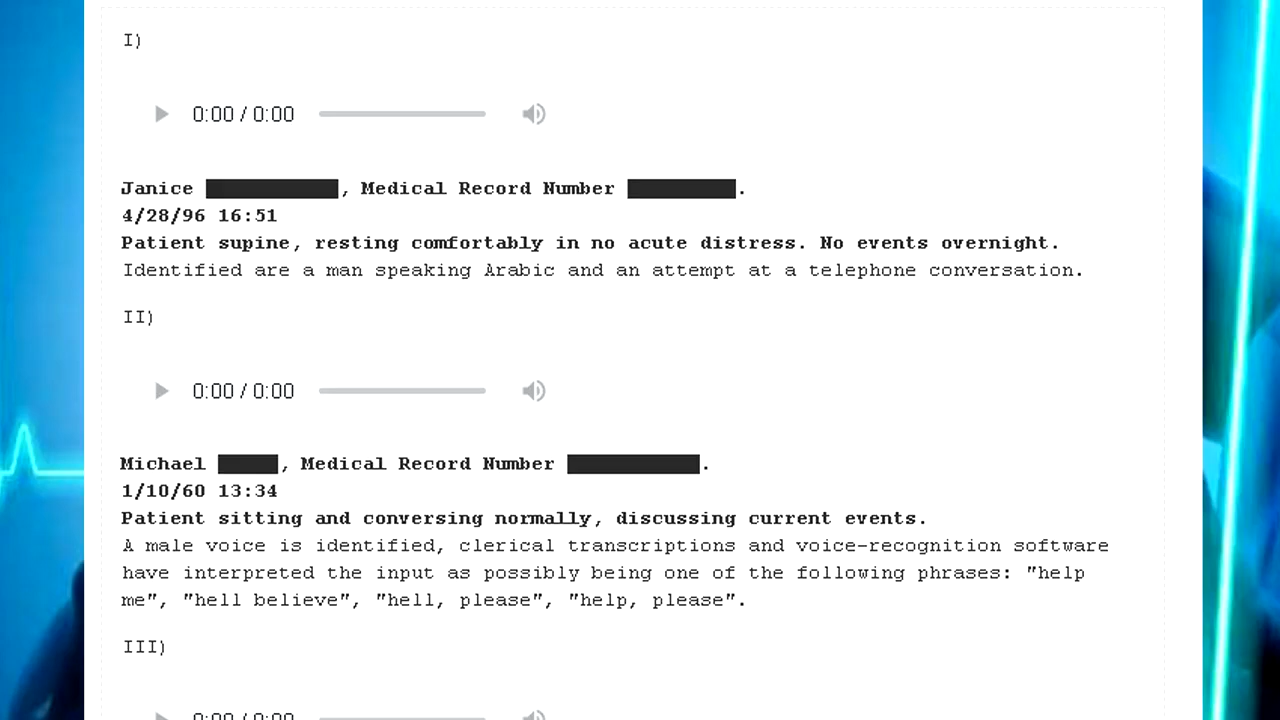 I)
0:00 / 0:00
Janice , Medical Record Number .
4/28/96 16:51
Patient supine, resting comfortably in no acute distress. No events overnight.
Identified are a man speaking Arabic and an attempt at a telephone conversation.
II)
0:00 / 0:00
Michael , Medical Record Number .
1/10/60 13:34
Patient sitting and conversing normally, discussing current events.
A male voice is identified, clerical transcriptions and voice-recognition software
have interpreted the input as possibly being one of the following phrases: "help
me", "hell believe", "hell, please", "help, please".
III)
0:00 / 0:00